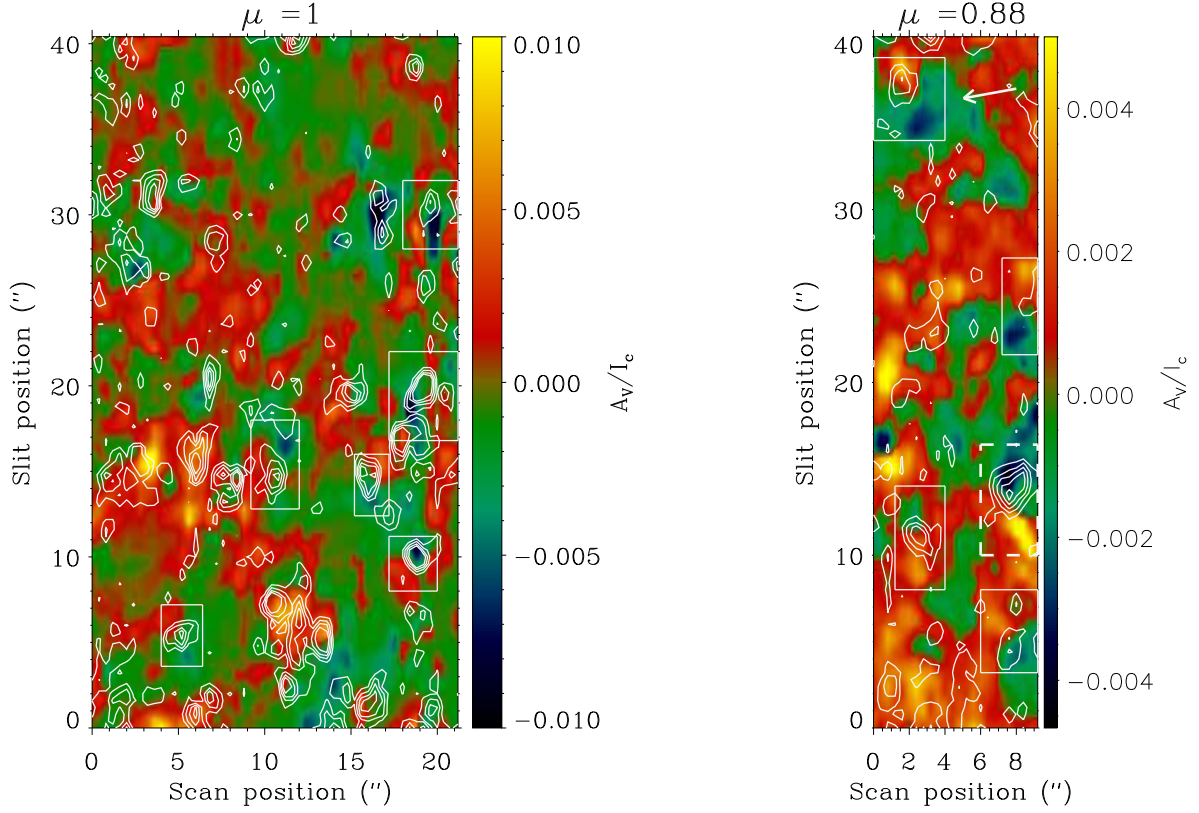 μ =1
μ =0.88
40
30
20
10
0
0 5 10 15 20
Scan position (″)
Slit position (″)
0.010
0.005
0.000
−0.005
−0.010
A_V/I_c
40
30
20
10
0
0 2 4 6 8
Scan position (″)
Slit position (″)
0.004
0.002
0.000
−0.002
−0.004
A_V/I_c